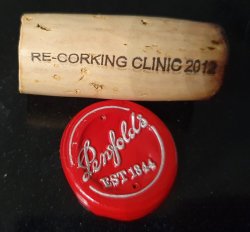 RE-CORKING CLINIC 2012
Penfolds
EST 1844